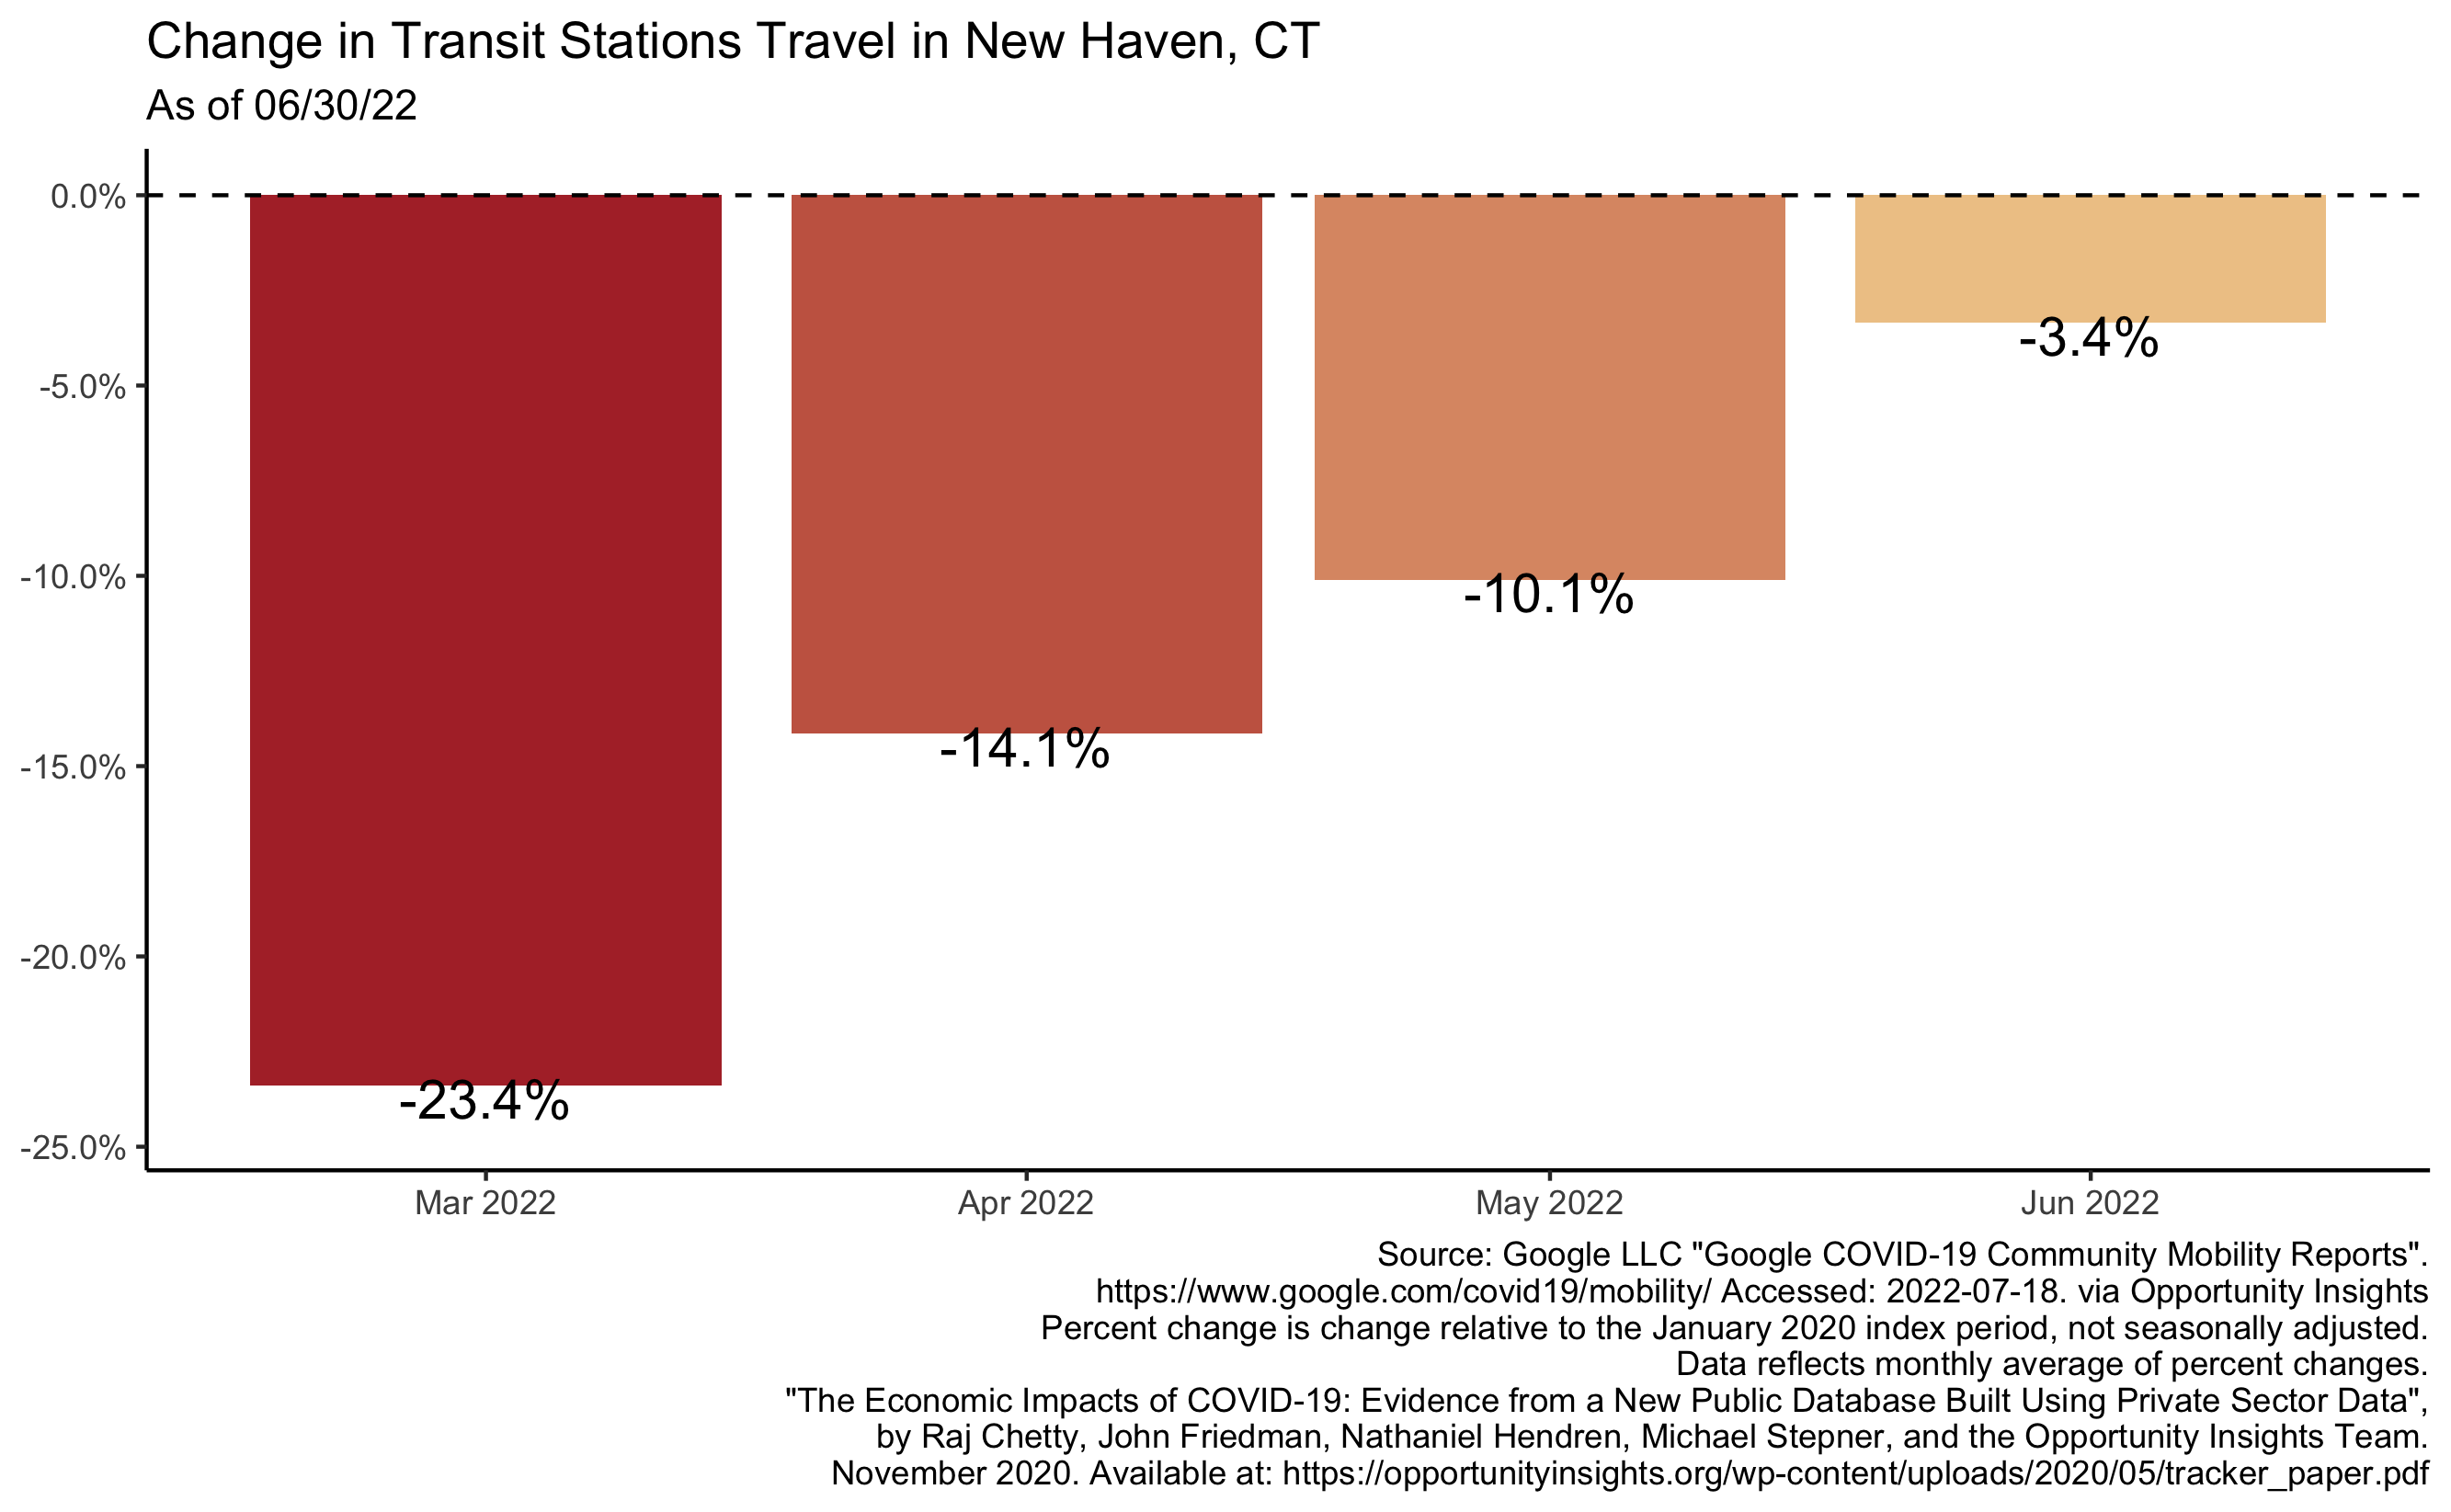 Change in Transit Stations Travel in New Haven, CT
As of 06/30/22
0.0%
-5.0%
-10.0%
-15.0%
-20.0%
-25.0%
-23.4%
-14.1%
-10.1%
-3.4%
Mar 2022
Apr 2022
May 2022
Jun 2022
Source: Google LLC "Google COVID-19 Community Mobility Reports".
https://www.google.com/covid19/mobility/ Accessed: 2022-07-18. via Opportunity Insights
Percent change is change relative to the January 2020 index period, not seasonally adjusted.
Data reflects monthly average of percent changes.
"The Economic Impacts of COVID-19: Evidence from a New Public Database Built Using Private Sector Data",
by Raj Chetty, John Friedman, Nathaniel Hendren, Michael Stepner, and the Opportunity Insights Team.
November 2020. Available at: https://opportunityinsights.org/wp-content/uploads/2020/05/tracker_paper.pdf